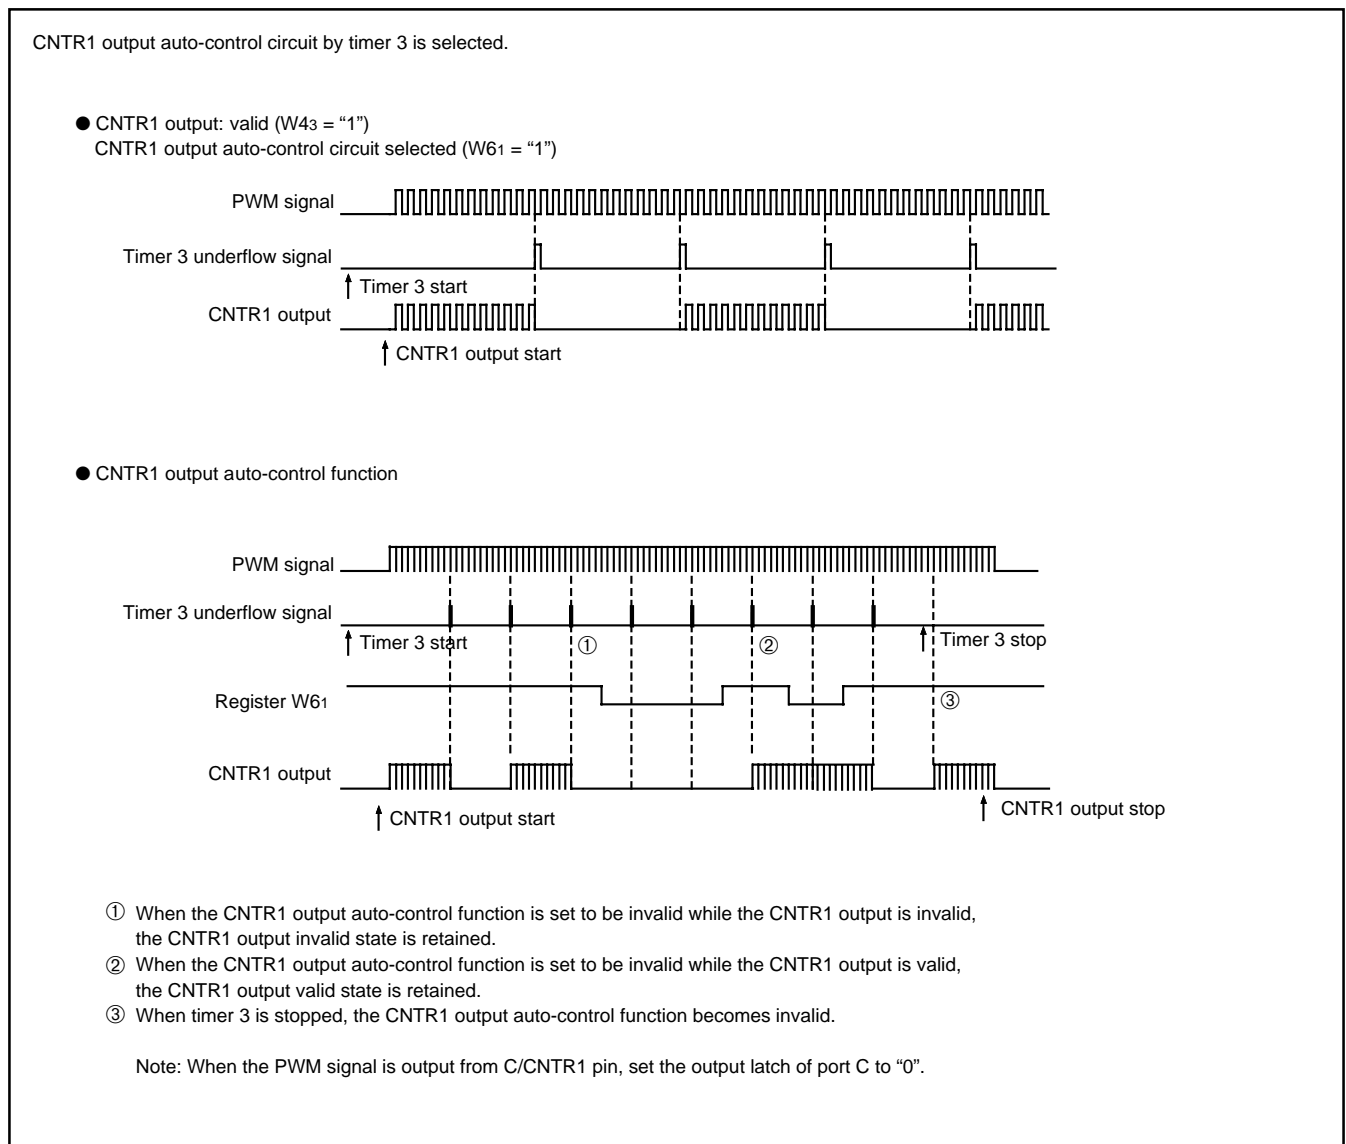 CNTR1 output auto-control circuit by timer 3 is selected.
● CNTR1 output: valid (W43 = “1”)
CNTR1 output auto-control circuit selected (W61 = “1”)
PWM signal
Timer 3 underflow signal
Timer 3 start
CNTR1 output
CNTR1 output start
● CNTR1 output auto-control function
PWM signal
Timer 3 underflow signal
Timer 3 start
①
②
Timer 3 stop
Register W61
③
CNTR1 output
CNTR1 output start
CNTR1 output stop
① When the CNTR1 output auto-control function is set to be invalid while the CNTR1 output is invalid,
the CNTR1 output invalid state is retained.
② When the CNTR1 output auto-control function is set to be invalid while the CNTR1 output is valid,
the CNTR1 output valid state is retained.
③ When timer 3 is stopped, the CNTR1 output auto-control function becomes invalid.
Note: When the PWM signal is output from C/CNTR1 pin, set the output latch of port C to “0”.